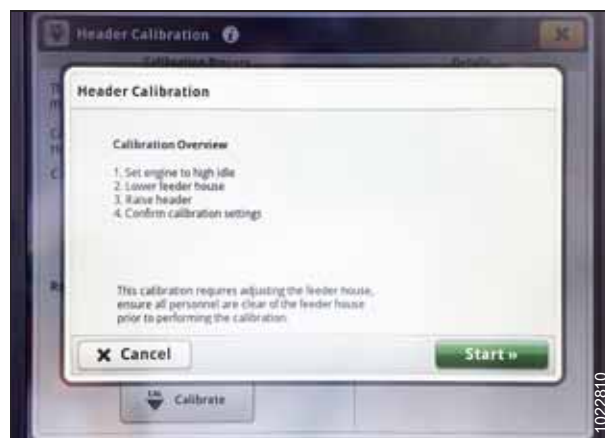 Header Calibration
Details
Header Calibration
Calibration Overview
1. Set engine to high idle
2. Lower feeder house
3. Raise header
4. Confirm calibration settings
This calibration requires adjusting the feeder house,
ensure all personnel are clear of the feeder house
prior to performing the calibration.
Cancel
Start »
CAL
Calibrate
1022810